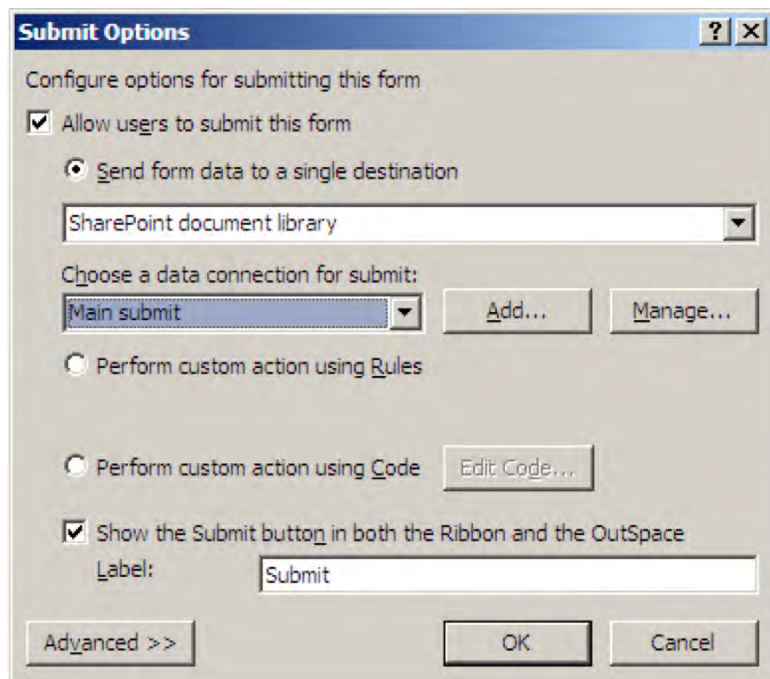 Submit Options
Configure options for submitting this form
Allow users to submit this form
Send form data to a single destination
SharePoint document library
Choose a data connection for submit:
Main submit Add... Manage...
Perform custom action using Rules
Perform custom action using Code Edit Code...
Show the Submit button in both the Ribbon and the OutSpace
Label: Submit
Advanced >> OK Cancel